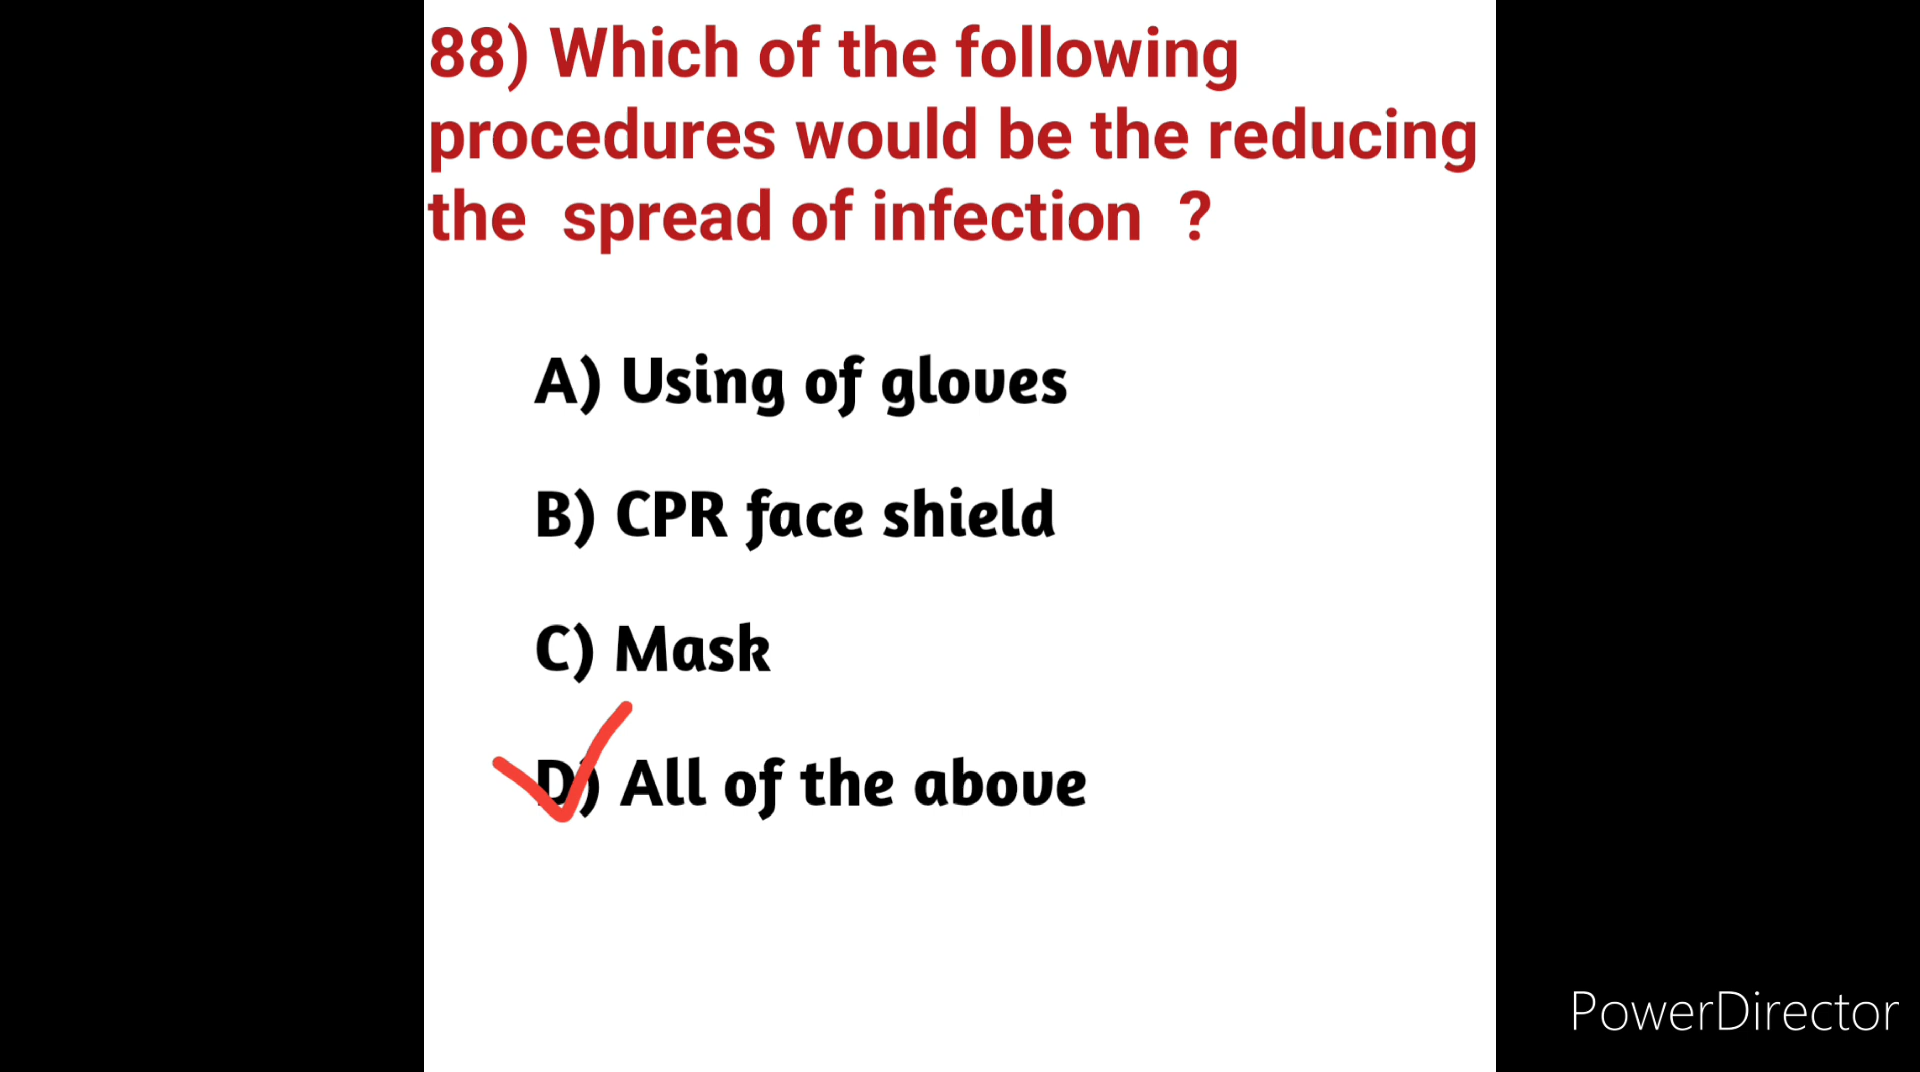 88) Which of the following
procedures would be the reducing
the  spread of infection  ?
A) Using of gloves
B) CPR face shield
C) Mask
D) All of the above
PowerDirector